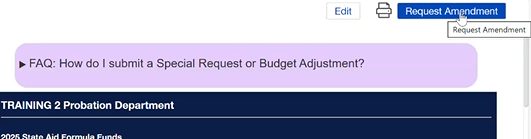 Edit
Request Amendment
Request Amendment
▶ FAQ: How do I submit a Special Request or Budget Adjustment?
TRAINING 2 Probation Department
2025 State Aid Formula Funds